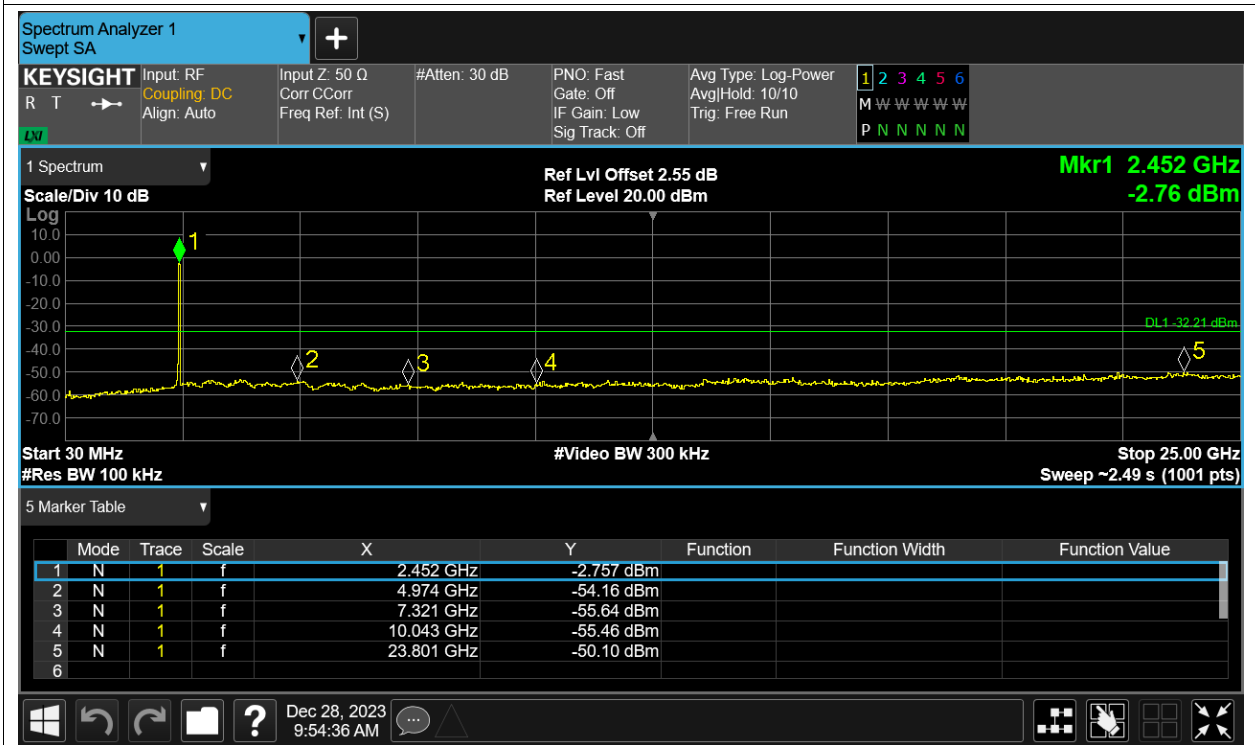 Spectrum Analyzer 1
Swept SA
KEYSIGHT Input: RF Input Z: 50 Ω #Atten: 30 dB PNO: Fast Avg Type: Log-Power 1 2 3 4 5 6
R T Coupling: DC Corr CCorr Gate: Off Avg|Hold: 10/10 M W W W W W W
Align: Auto Freq Ref: Int (S) IF Gain: Low Trig: Free Run
LXI Sig Track: Off P N N N N N N
1 Spectrum Ref Lvl Offset 2.55 dB Mkr1 2.452 GHz
Scale/Div 10 dB Ref Level 20.00 dBm -2.76 dBm
Log
10.0
1
0.00
-10.0
-20.0
-30.0
DL1 -32.21 dBm
-40.0
2 3 4 5
-50.0
-60.0
-70.0
Start 30 MHz #Video BW 300 kHz Stop 25.00 GHz
#Res BW 100 kHz Sweep ~2.49 s (1001 pts)
5 Marker Table
Mode Trace Scale X Y Function Function Width Function Value
1 N 1 f 2.452 GHz -2.757 dBm
2 N 1 f 4.974 GHz -54.16 dBm
3 N 1 f 7.321 GHz -55.64 dBm
4 N 1 f 10.043 GHz -55.46 dBm
5 N 1 f 23.801 GHz -50.10 dBm
6
? Dec 28, 2023
9:54:36 AM